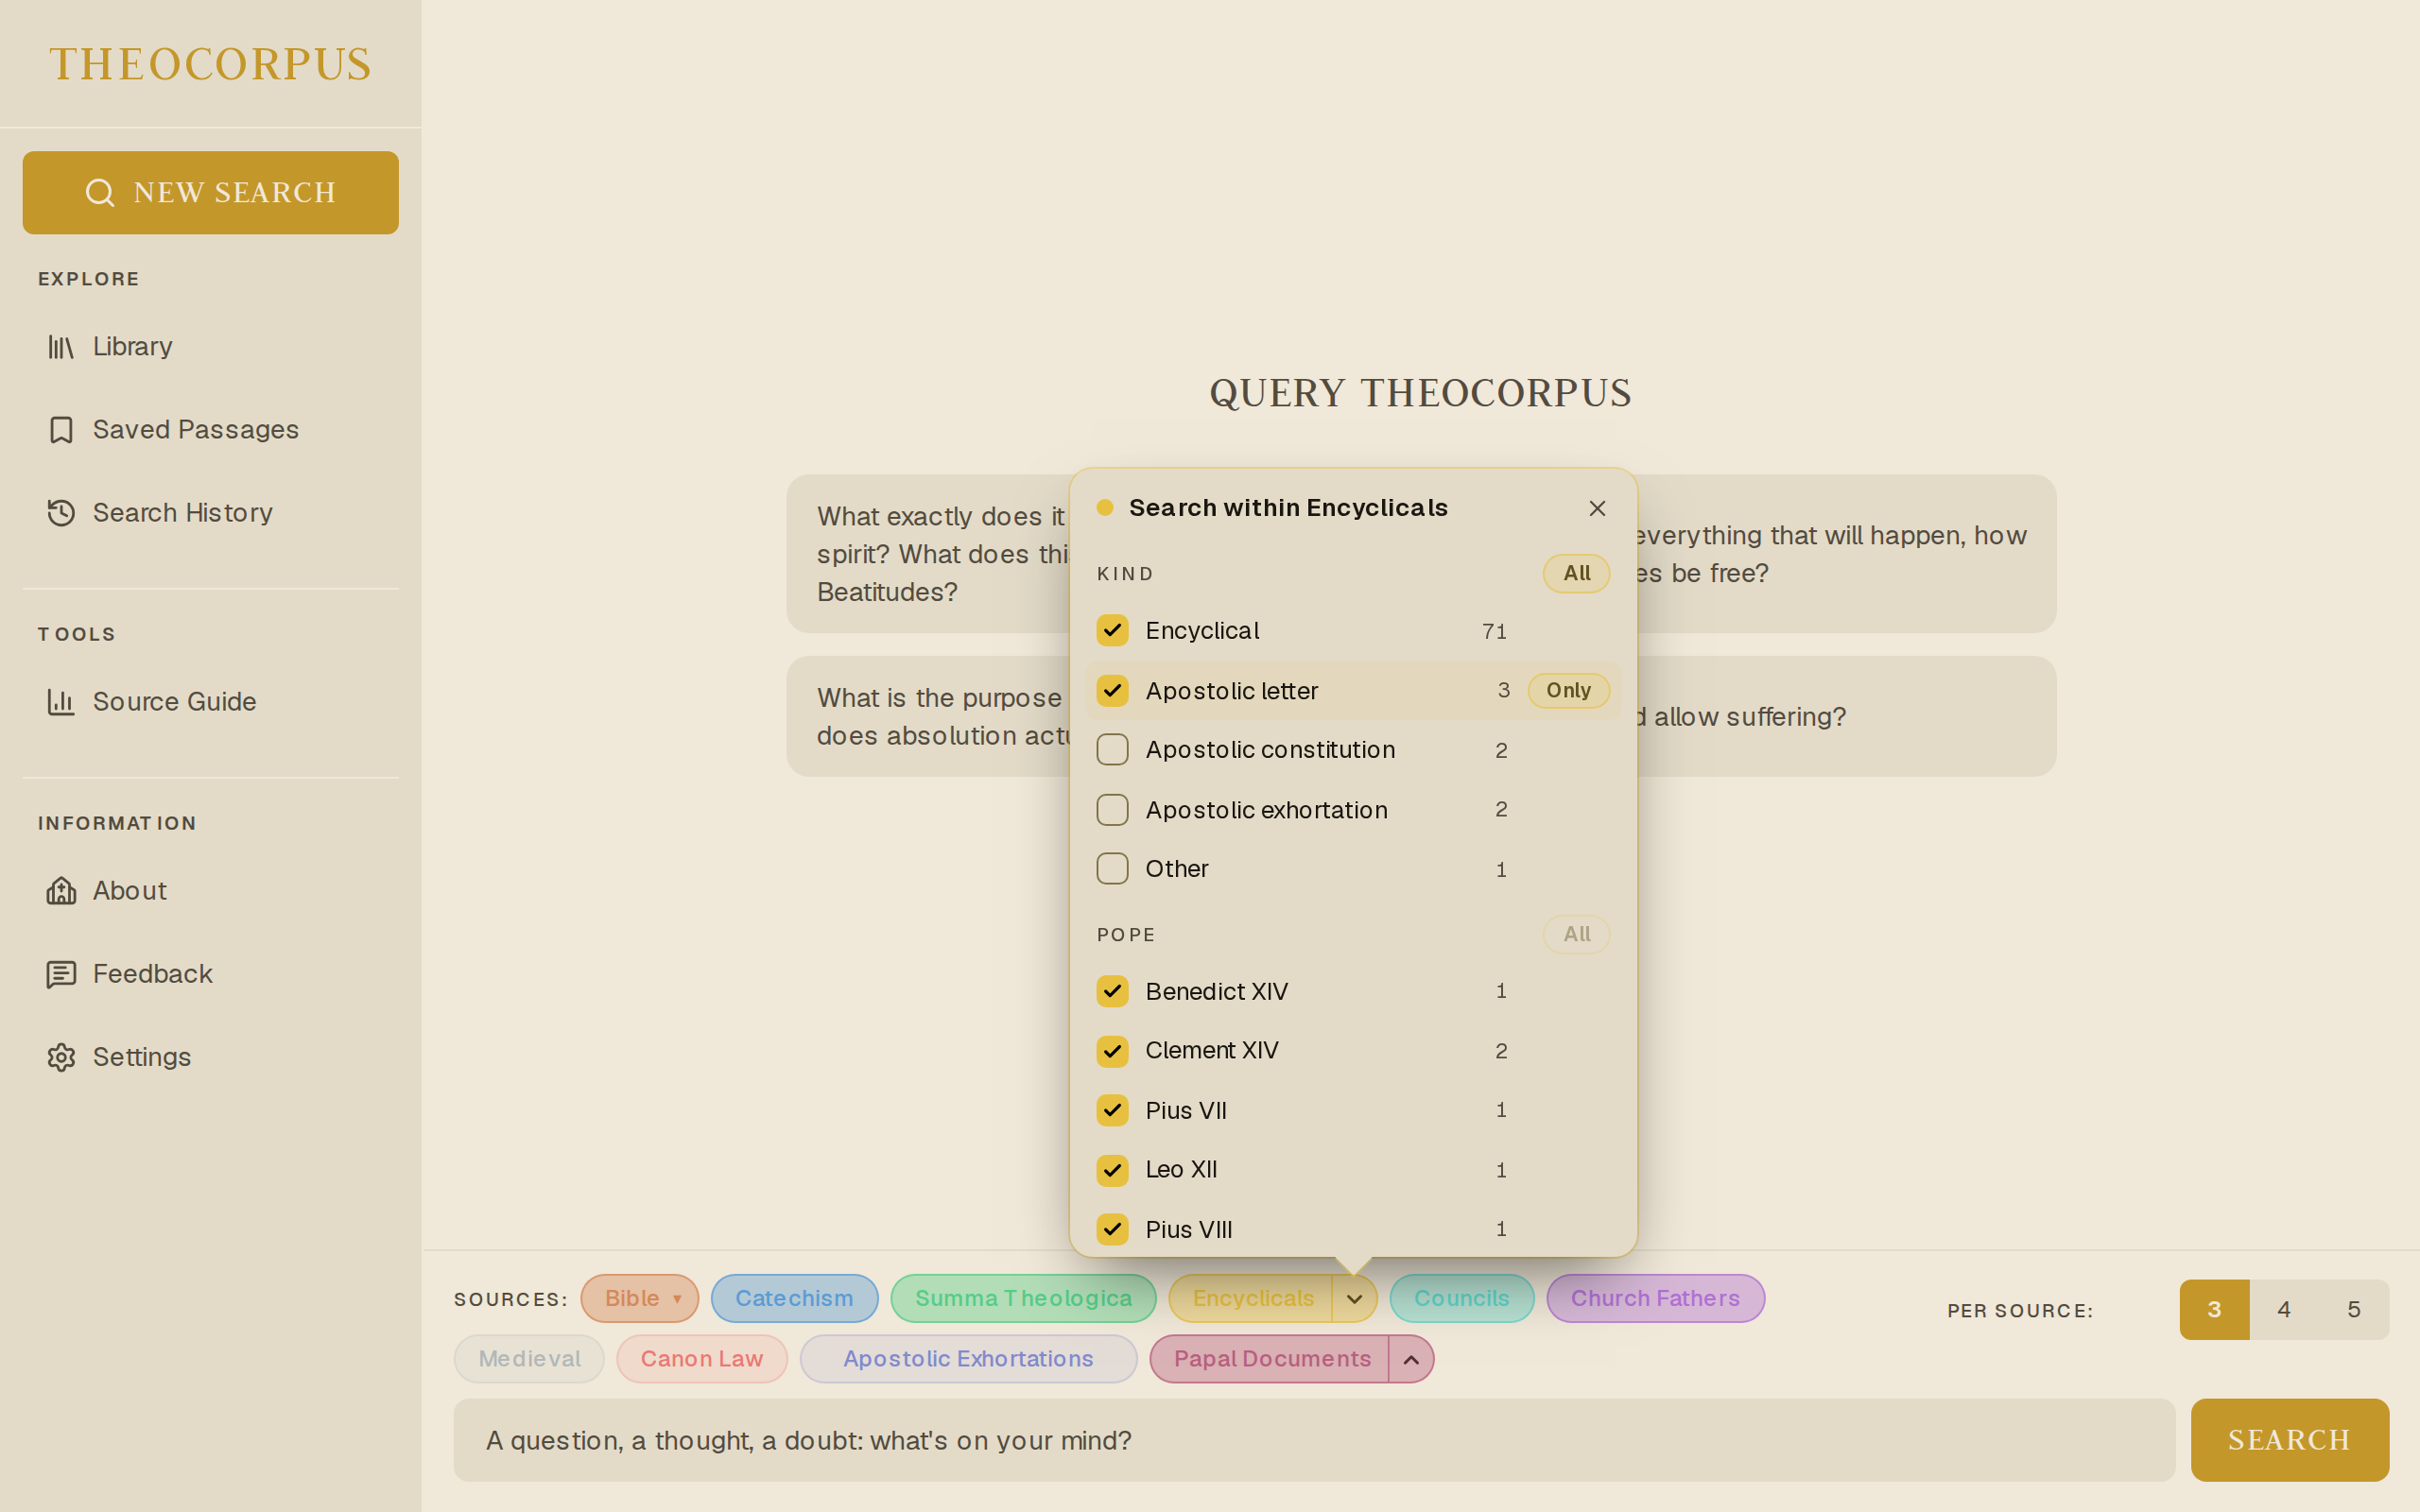 THEOCORPUS
NEW SEARCH
EXPLORE
Library
Saved Passages
Search History
TOOLS
Source Guide
INFORMATION
About
Feedback
Settings
QUERY THEOCORPUS
What exactly does it
spirit? What does
Beatitudes?
everything that will happen, how
be free?
What is the purpose
does absolution
allow suffering?
Search within Encyclicals
KIND All
Encyclical 71
Apostolic letter 3 Only
Apostolic constitution 2
Apostolic exhortation 2
Other 1
POPE All
Benedict XIV 1
Clement XIV 2
Pius VII 1
Leo XII 1
Pius VIII 1
SOURCES: Bible ▾ Catechism Summa Theologica Encyclicals Councils Church Fathers
Medieval Canon Law Apostolic Exhortations Papal Documents
PER SOURCE: 3 4 5
A question, a thought, a doubt: what's on your mind?
SEARCH